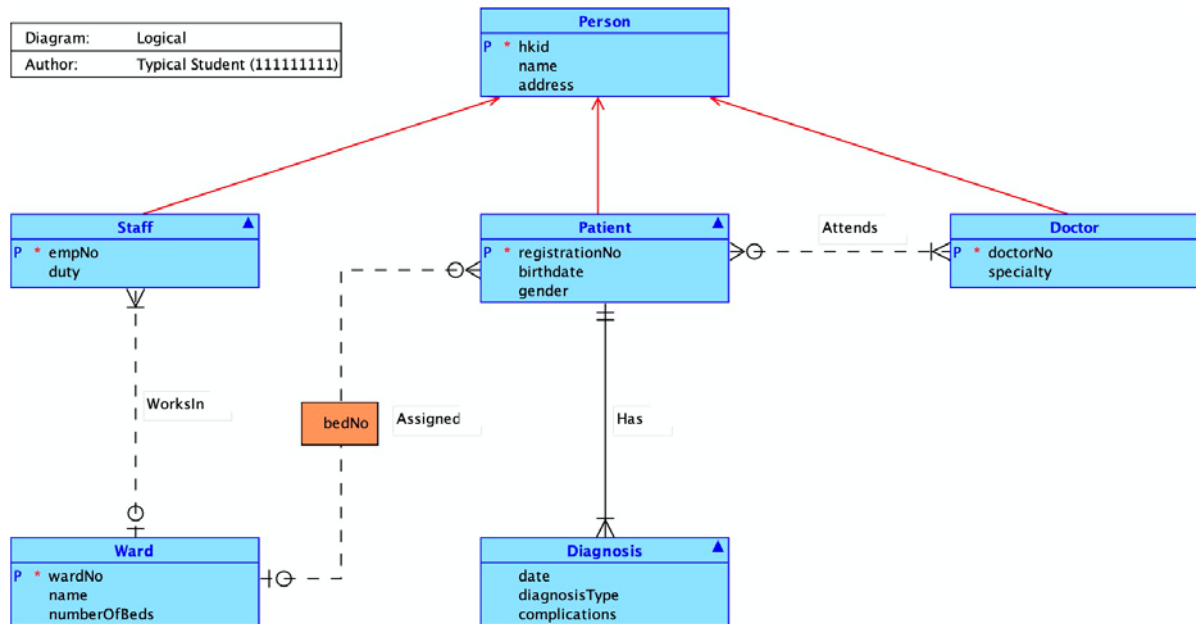 Person
Diagram: Logical
P * hkid
Author: Typical Student (111111111)
name
address
Staff
Patient
Attends
Doctor
P * empNo
duty
P * registrationNo
birthdate
gender
P * doctorNo
specialty
WorksIn
bedNo
Assigned
Has
Ward
P * wardNo
name
numberOfBeds
Diagnosis
date
diagnosisType
complications